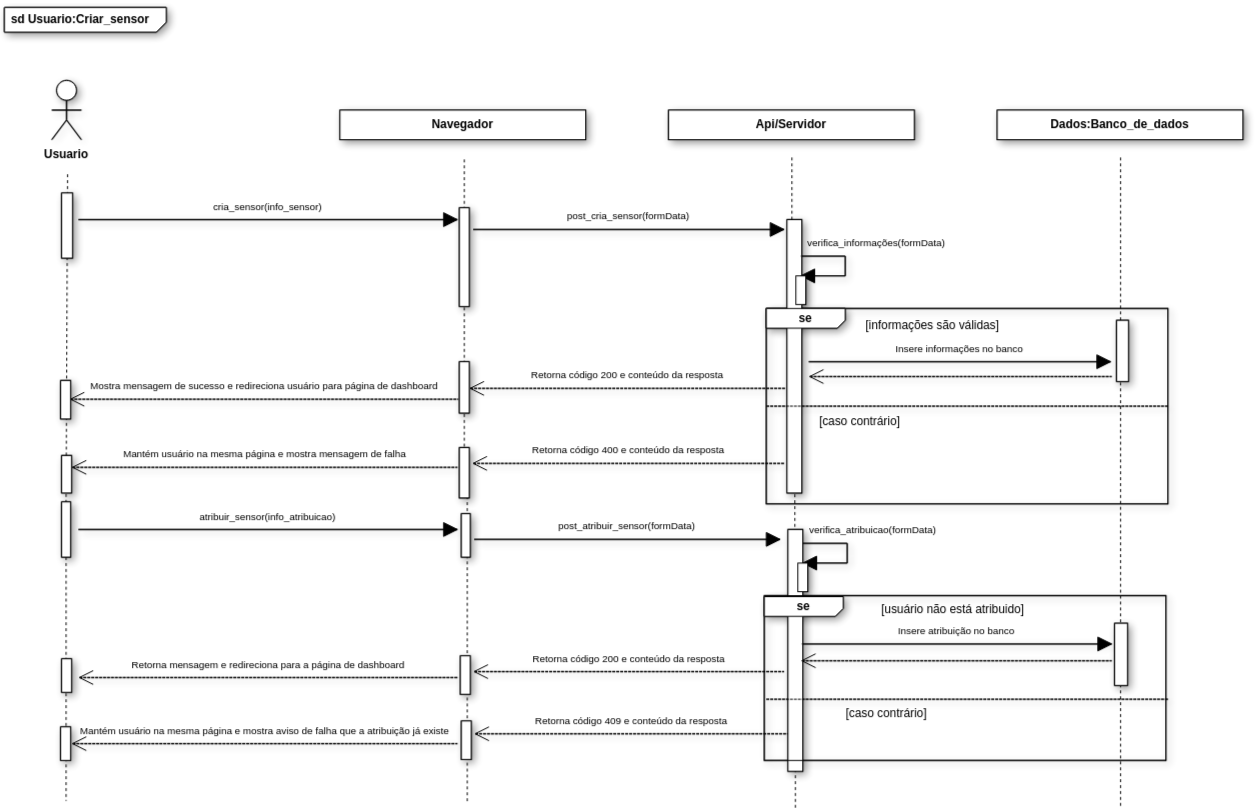 sd Usuario:Criar_sensor
Navegador
Api/Servidor
Dados:Banco_de_dados
Usuario
cria_sensor(info_sensor)
post_cria_sensor(formData)
verifica_informações(formData)
se
[informações são válidas]
Insere informações no banco
Retorna código 200 e conteúdo da resposta
Mostra mensagem de sucesso e redireciona usuário para página de dashboard
[caso contrário]
Retorna código 400 e conteúdo da resposta
Mantém usuário na mesma página e mostra mensagem de falha
atribuir_sensor(info_atribuicao)
post_atribuir_sensor(formData)
verifica_atribuicao(formData)
se
[usuário não está atribuido]
Insere atribuição no banco
Retorna código 200 e conteúdo da resposta
Retorna mensagem e redireciona para a página de dashboard
[caso contrário]
Retorna código 409 e conteúdo da resposta
Mantém usuário na mesma página e mostra aviso de falha que a atribuição já existe